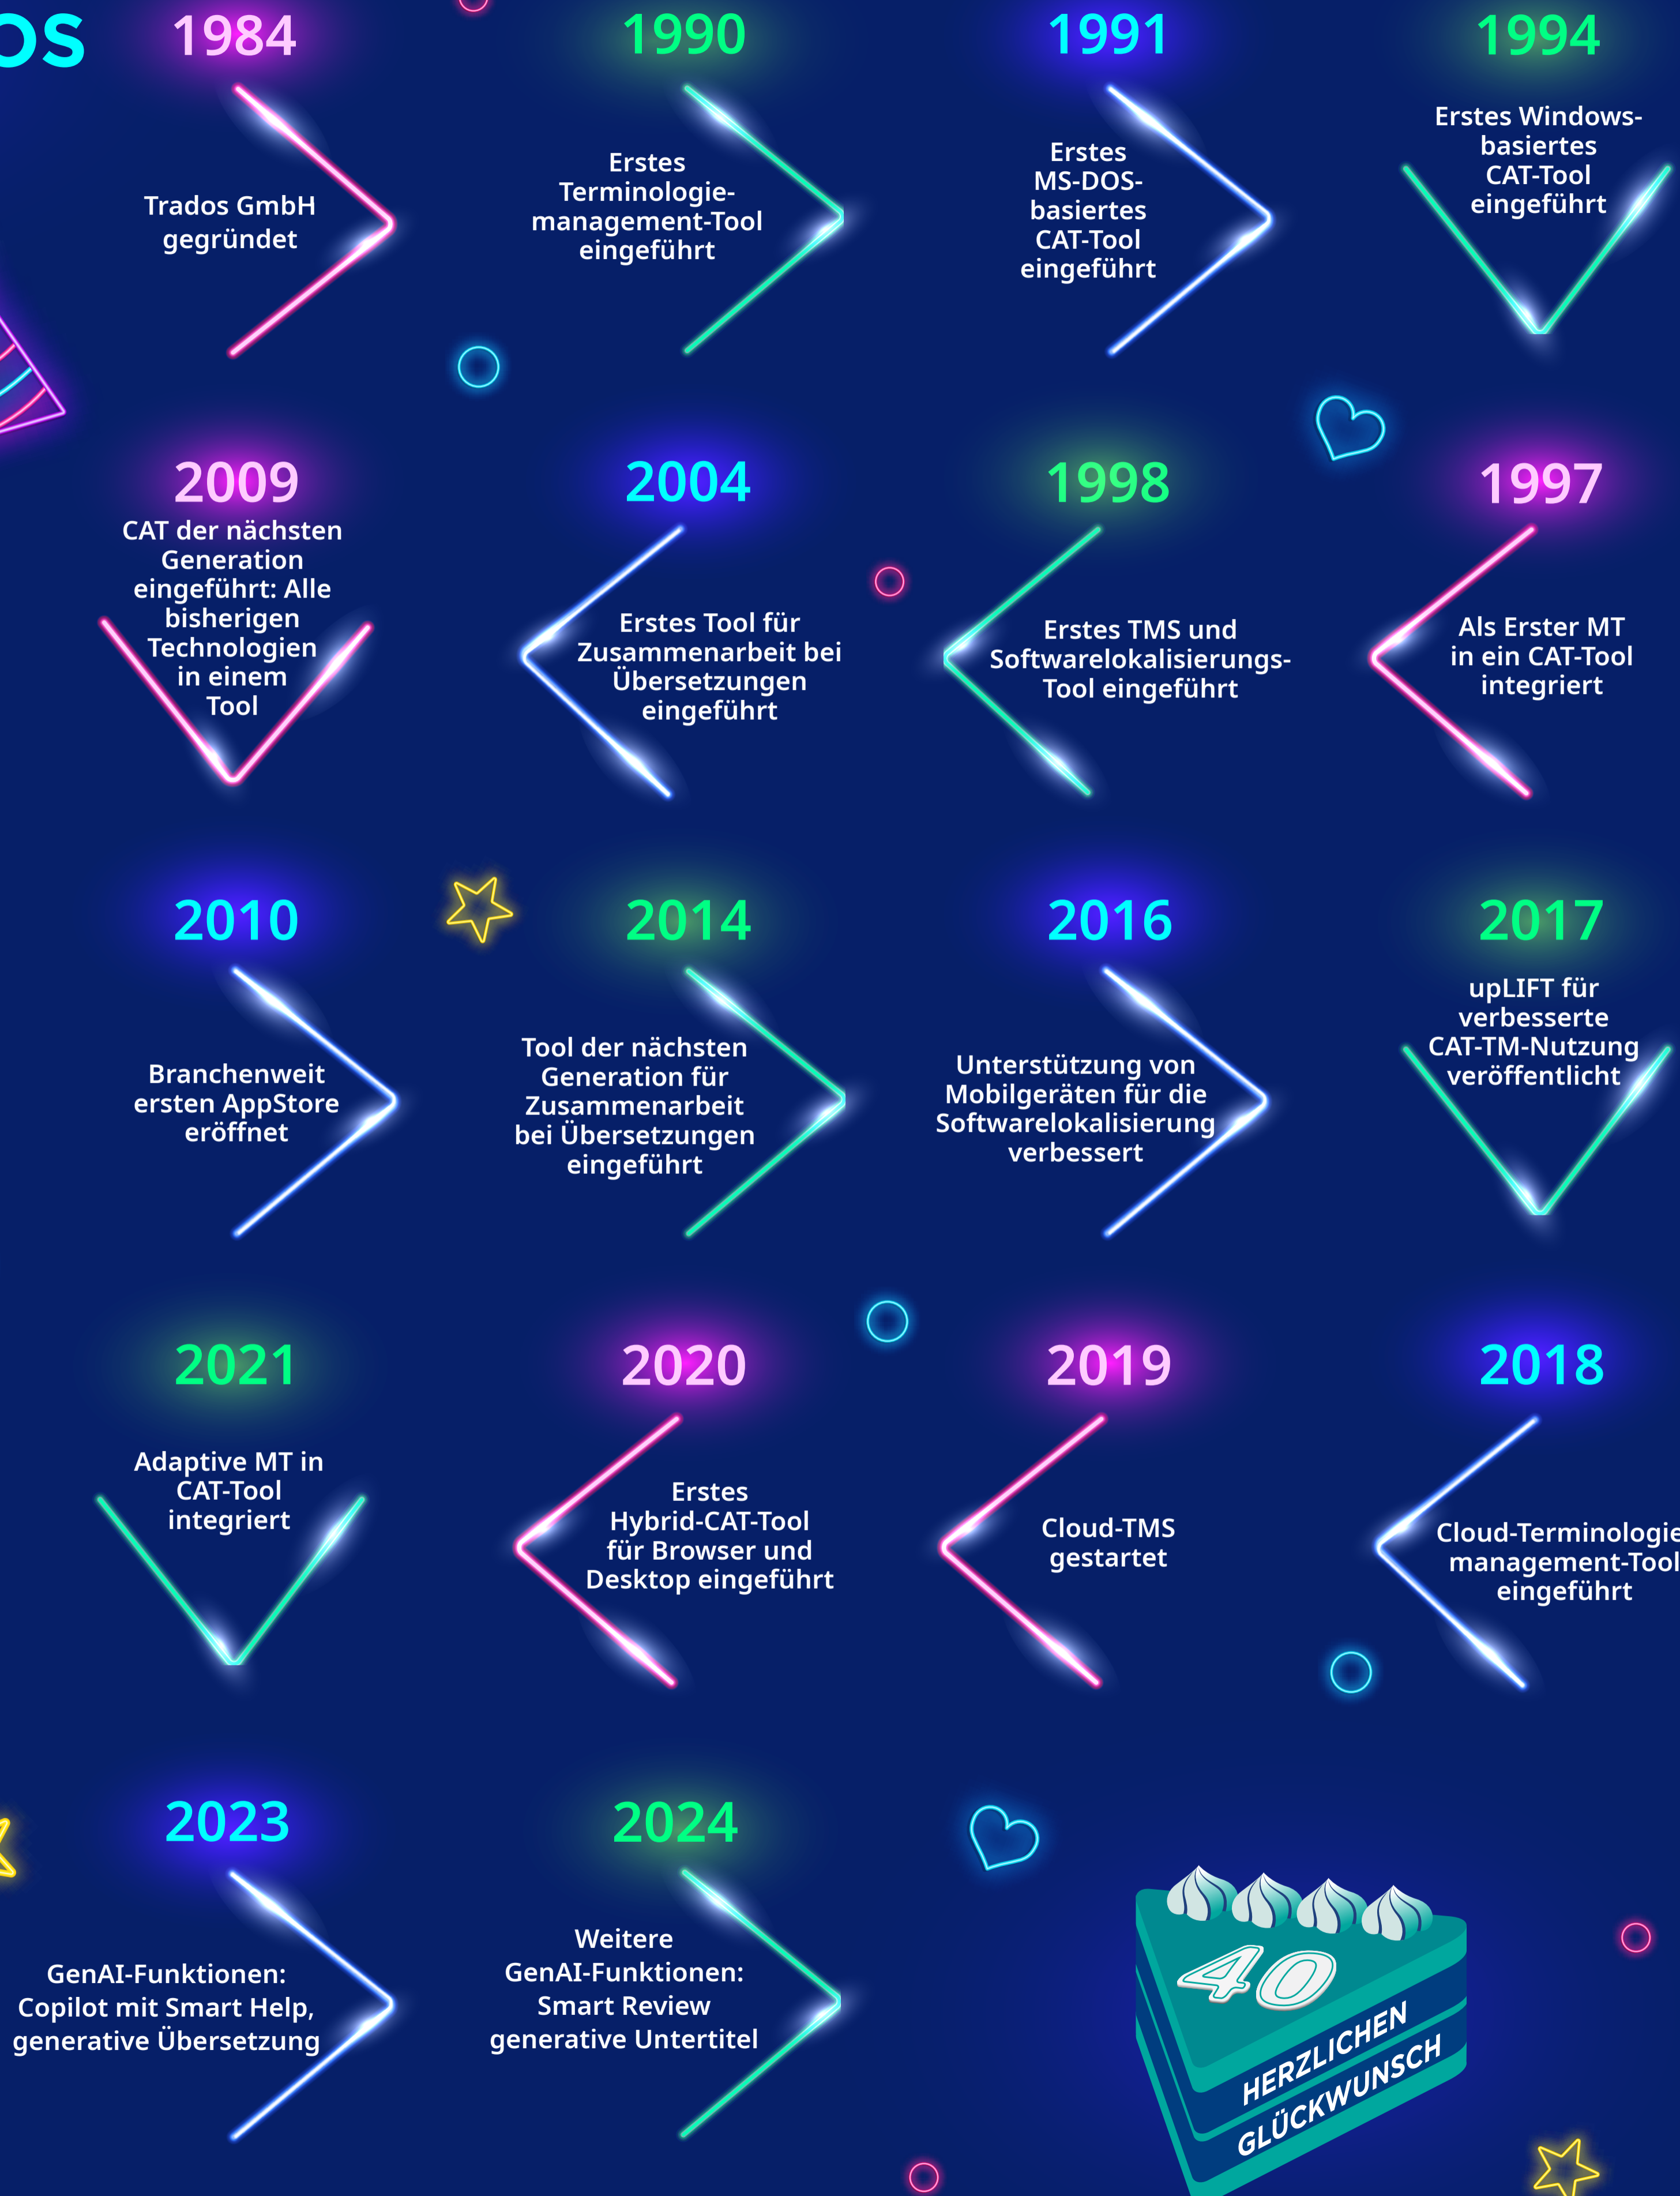 os
1984
Trados GmbH
gegründet
1990
Erstes
Terminologie-
management-Tool
eingeführt
1991
Erstes
MS-DOS-
basiertes
CAT-Tool
eingeführt
1994
Erstes Windows-
basiertes
CAT-Tool
eingeführt
1997
Als Erster MT
in ein CAT-Tool
integriert
1998
Erstes TMS und
Softwarelokalisierungs-
Tool eingeführt
2004
Erstes Tool für
Zusammenarbeit bei
Übersetzungen
eingeführt
2009
CAT der nächsten
Generation
eingeführt: Alle
bisherigen
Technologien
in einem
Tool
2010
Branchenweit
ersten AppStore
eröffnet
2014
Tool der nächsten
Generation für
Zusammenarbeit
bei Übersetzungen
eingeführt
2016
Unterstützung von
Mobilgeräten für die
Softwarelokalisierung
verbessert
2017
upLIFT für
verbesserte
CAT-TM-Nutzung
veröffentlicht
2018
Cloud-Terminologie
management-Tool
eingeführt
2019
Cloud-TMS
gestartet
2020
Erstes
Hybrid-CAT-Tool
für Browser und
Desktop eingeführt
2021
Adaptive MT in
CAT-Tool
integriert
2023
GenAI-Funktionen:
Copilot mit Smart Help,
generative Übersetzung
2024
Weitere
GenAI-Funktionen:
Smart Review
generative Untertitel
40
HERZLICHEN
GLÜCKWUNSCH